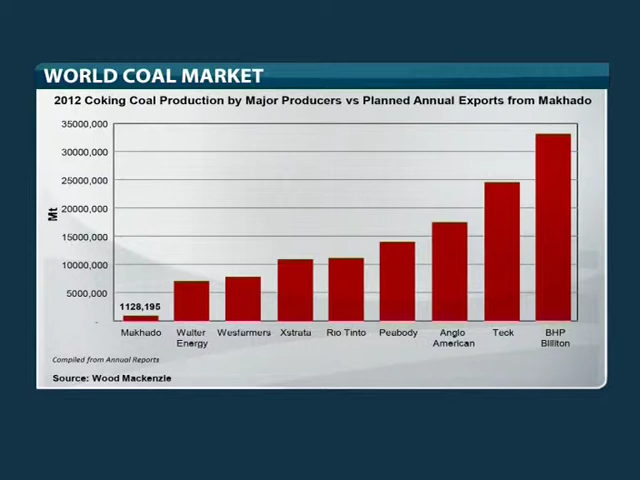 WORLD COAL MARKET
2012 Coking Coal Production by Major Producers vs Planned Annual Exports from Makhado
35000,000
30000,000
25000,000
20000,000
15000,000
10000,000
5000,000
-
Mt
1128,195
Makhado Walter Energy Wesfarmers Xstrata Rio Tinto Peabody Anglo American Teck BHP Billiton
Compiled from Annual Reports
Source: Wood Mackenzie